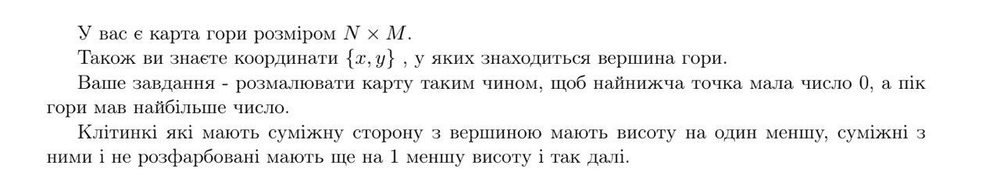 У вас є карта гори розміром N × M.
Також ви знаєте координати {x, y} , у яких знаходиться вершина гори.
Ваше завдання - розмалювати карту таким чином, щоб найнижча точка мала число 0, а пік
гори мав найбільше число.
Клітинкі які мають суміжну сторону з вершиною мають висоту на один меншу, суміжні з
ними і не розфарбовані мають ще на 1 меншу висоту і так далі.